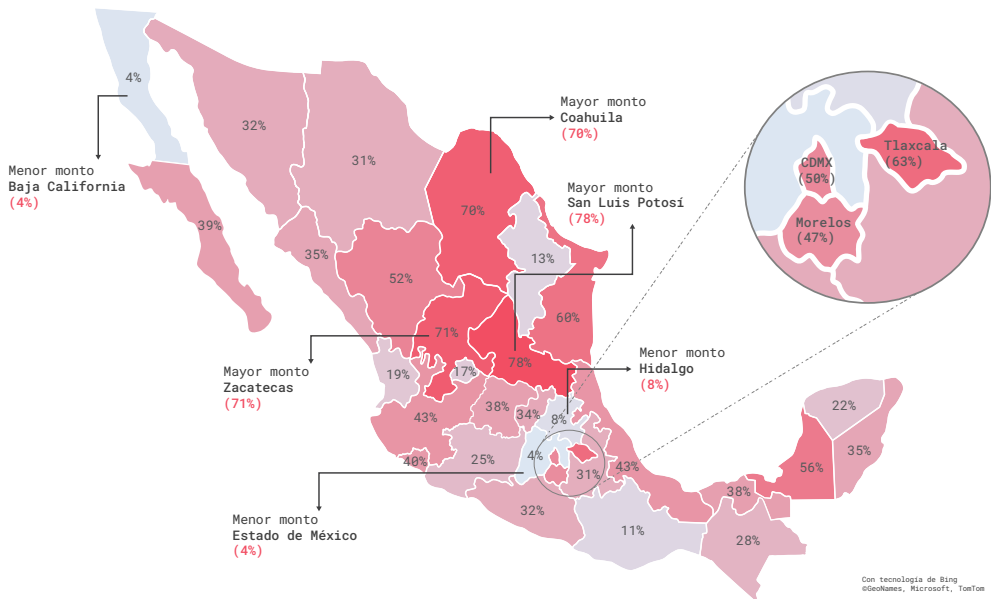 4%
32%
31%
Mayor monto
Coahuila
(70%)
Menor monto
Baja California
(4%)
39%
35%
70%
13%
Mayor monto
San Luis Potosí
(78%)
CDMX
(50%)
Tlaxcala
(63%)
Morelos
(47%)
52%
60%
71%
78%
17%
19%
Mayor monto
Zacatecas
(71%)
Menor monto
Hidalgo
(8%)
43%
38%
34%
8%
40%
25%
4%
31%
43%
22%
35%
56%
38%
32%
11%
28%
Menor monto
Estado de México
(4%)
Con tecnología de Bing
©GeoNames, Microsoft, TomTom